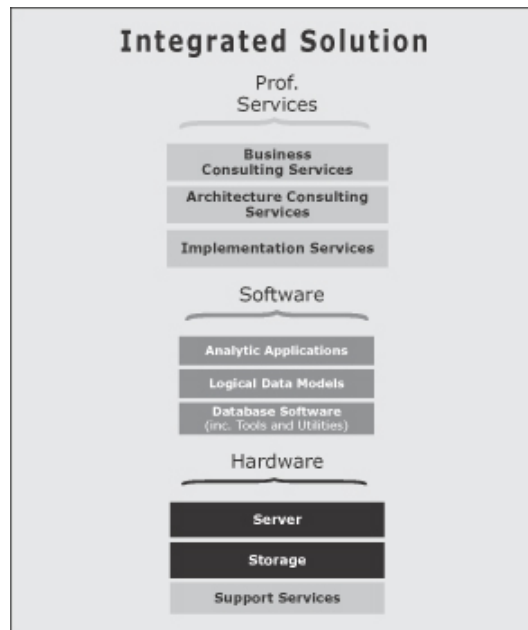 Integrated Solution
Prof.
Services
Business
Consulting Services
Architecture Consulting
Services
Implementation Services
Software
Analytic Applications
Logical Data Models
Database Software
(inc. Tools and Utilities)
Hardware
Server
Storage
Support Services